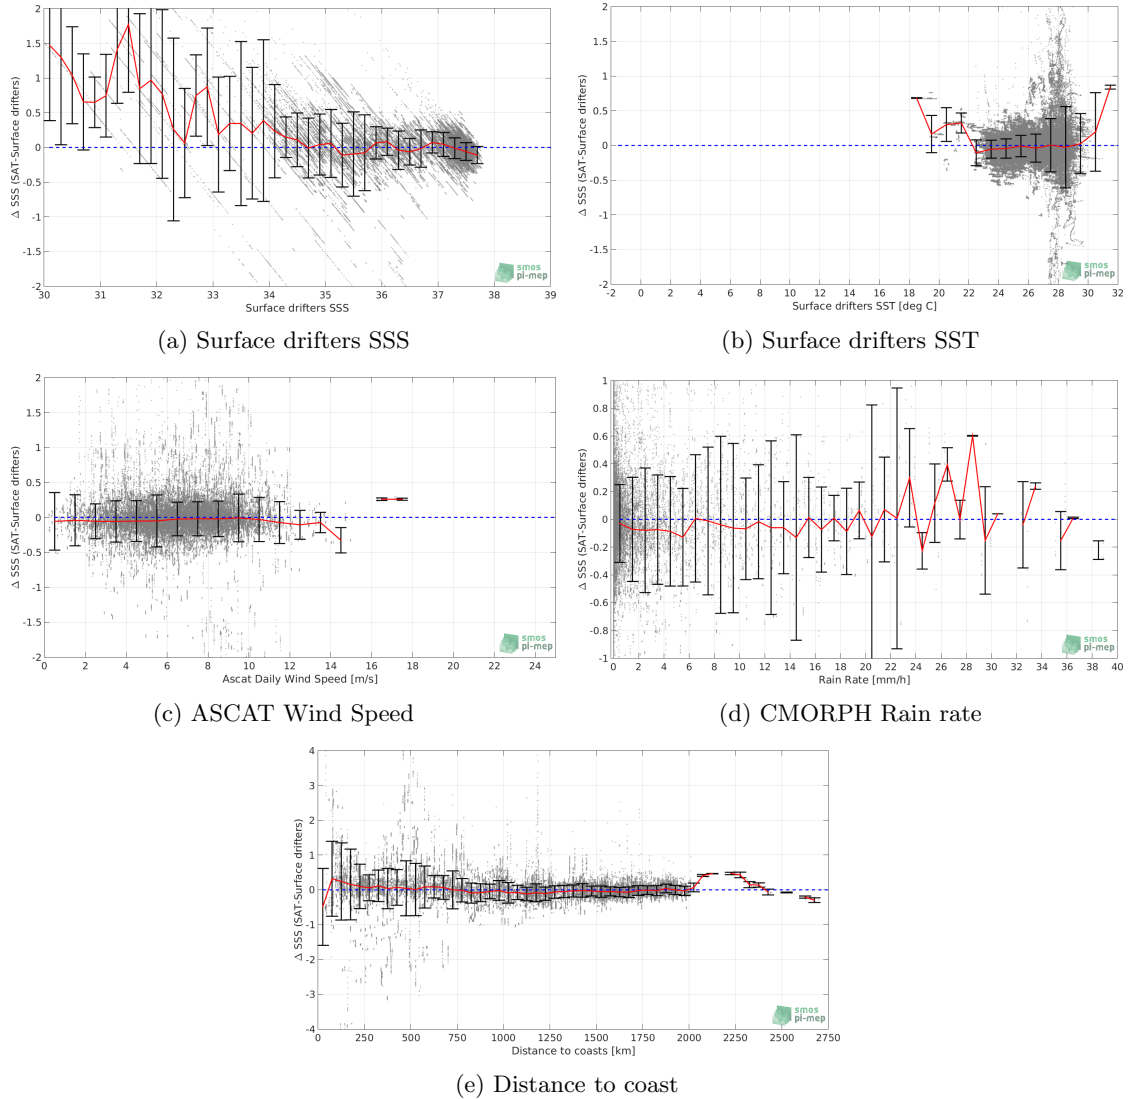 2
1.5
1
0.5
0
-0.5
-1
-1.5
-2
Δ SSS (SAT-Surface drifters)
30 31 32 33 34 35 36 37 38 39
Surface drifters SSS
smos
pi-mep
(a) Surface drifters SSS
2
1.5
1
0.5
0
-0.5
-1
-1.5
-2
Δ SSS (SAT-Surface drifters)
-2 0 2 4 6 8 10 12 14 16 18 20 22 24 26 28 30 32
Surface drifters SST [deg C]
smos
pi-mep
(b) Surface drifters SST
2
1.5
1
0.5
0
-0.5
-1
-1.5
-2
Δ SSS (SAT-Surface drifters)
0 2 4 6 8 10 12 14 16 18 20 22 24
Ascat Daily Wind Speed [m/s]
smos
pi-mep
(c) ASCAT Wind Speed
1
0.8
0.6
0.4
0.2
0
-0.2
-0.4
-0.6
-0.8
-1
Δ SSS (SAT-Surface drifters)
0 2 4 6 8 10 12 14 16 18 20 22 24 26 28 30 32 34 36 38 40
Rain Rate [mm/h]
smos
pi-mep
(d) CMORPH Rain rate
4
3
2
1
0
-1
-2
-3
-4
Δ SSS (SAT-Surface drifters)
0 250 500 750 1000 1250 1500 1750 2000 2250 2500 2750
Distance to coasts [km]
smos
pi-mep
(e) Distance to coast